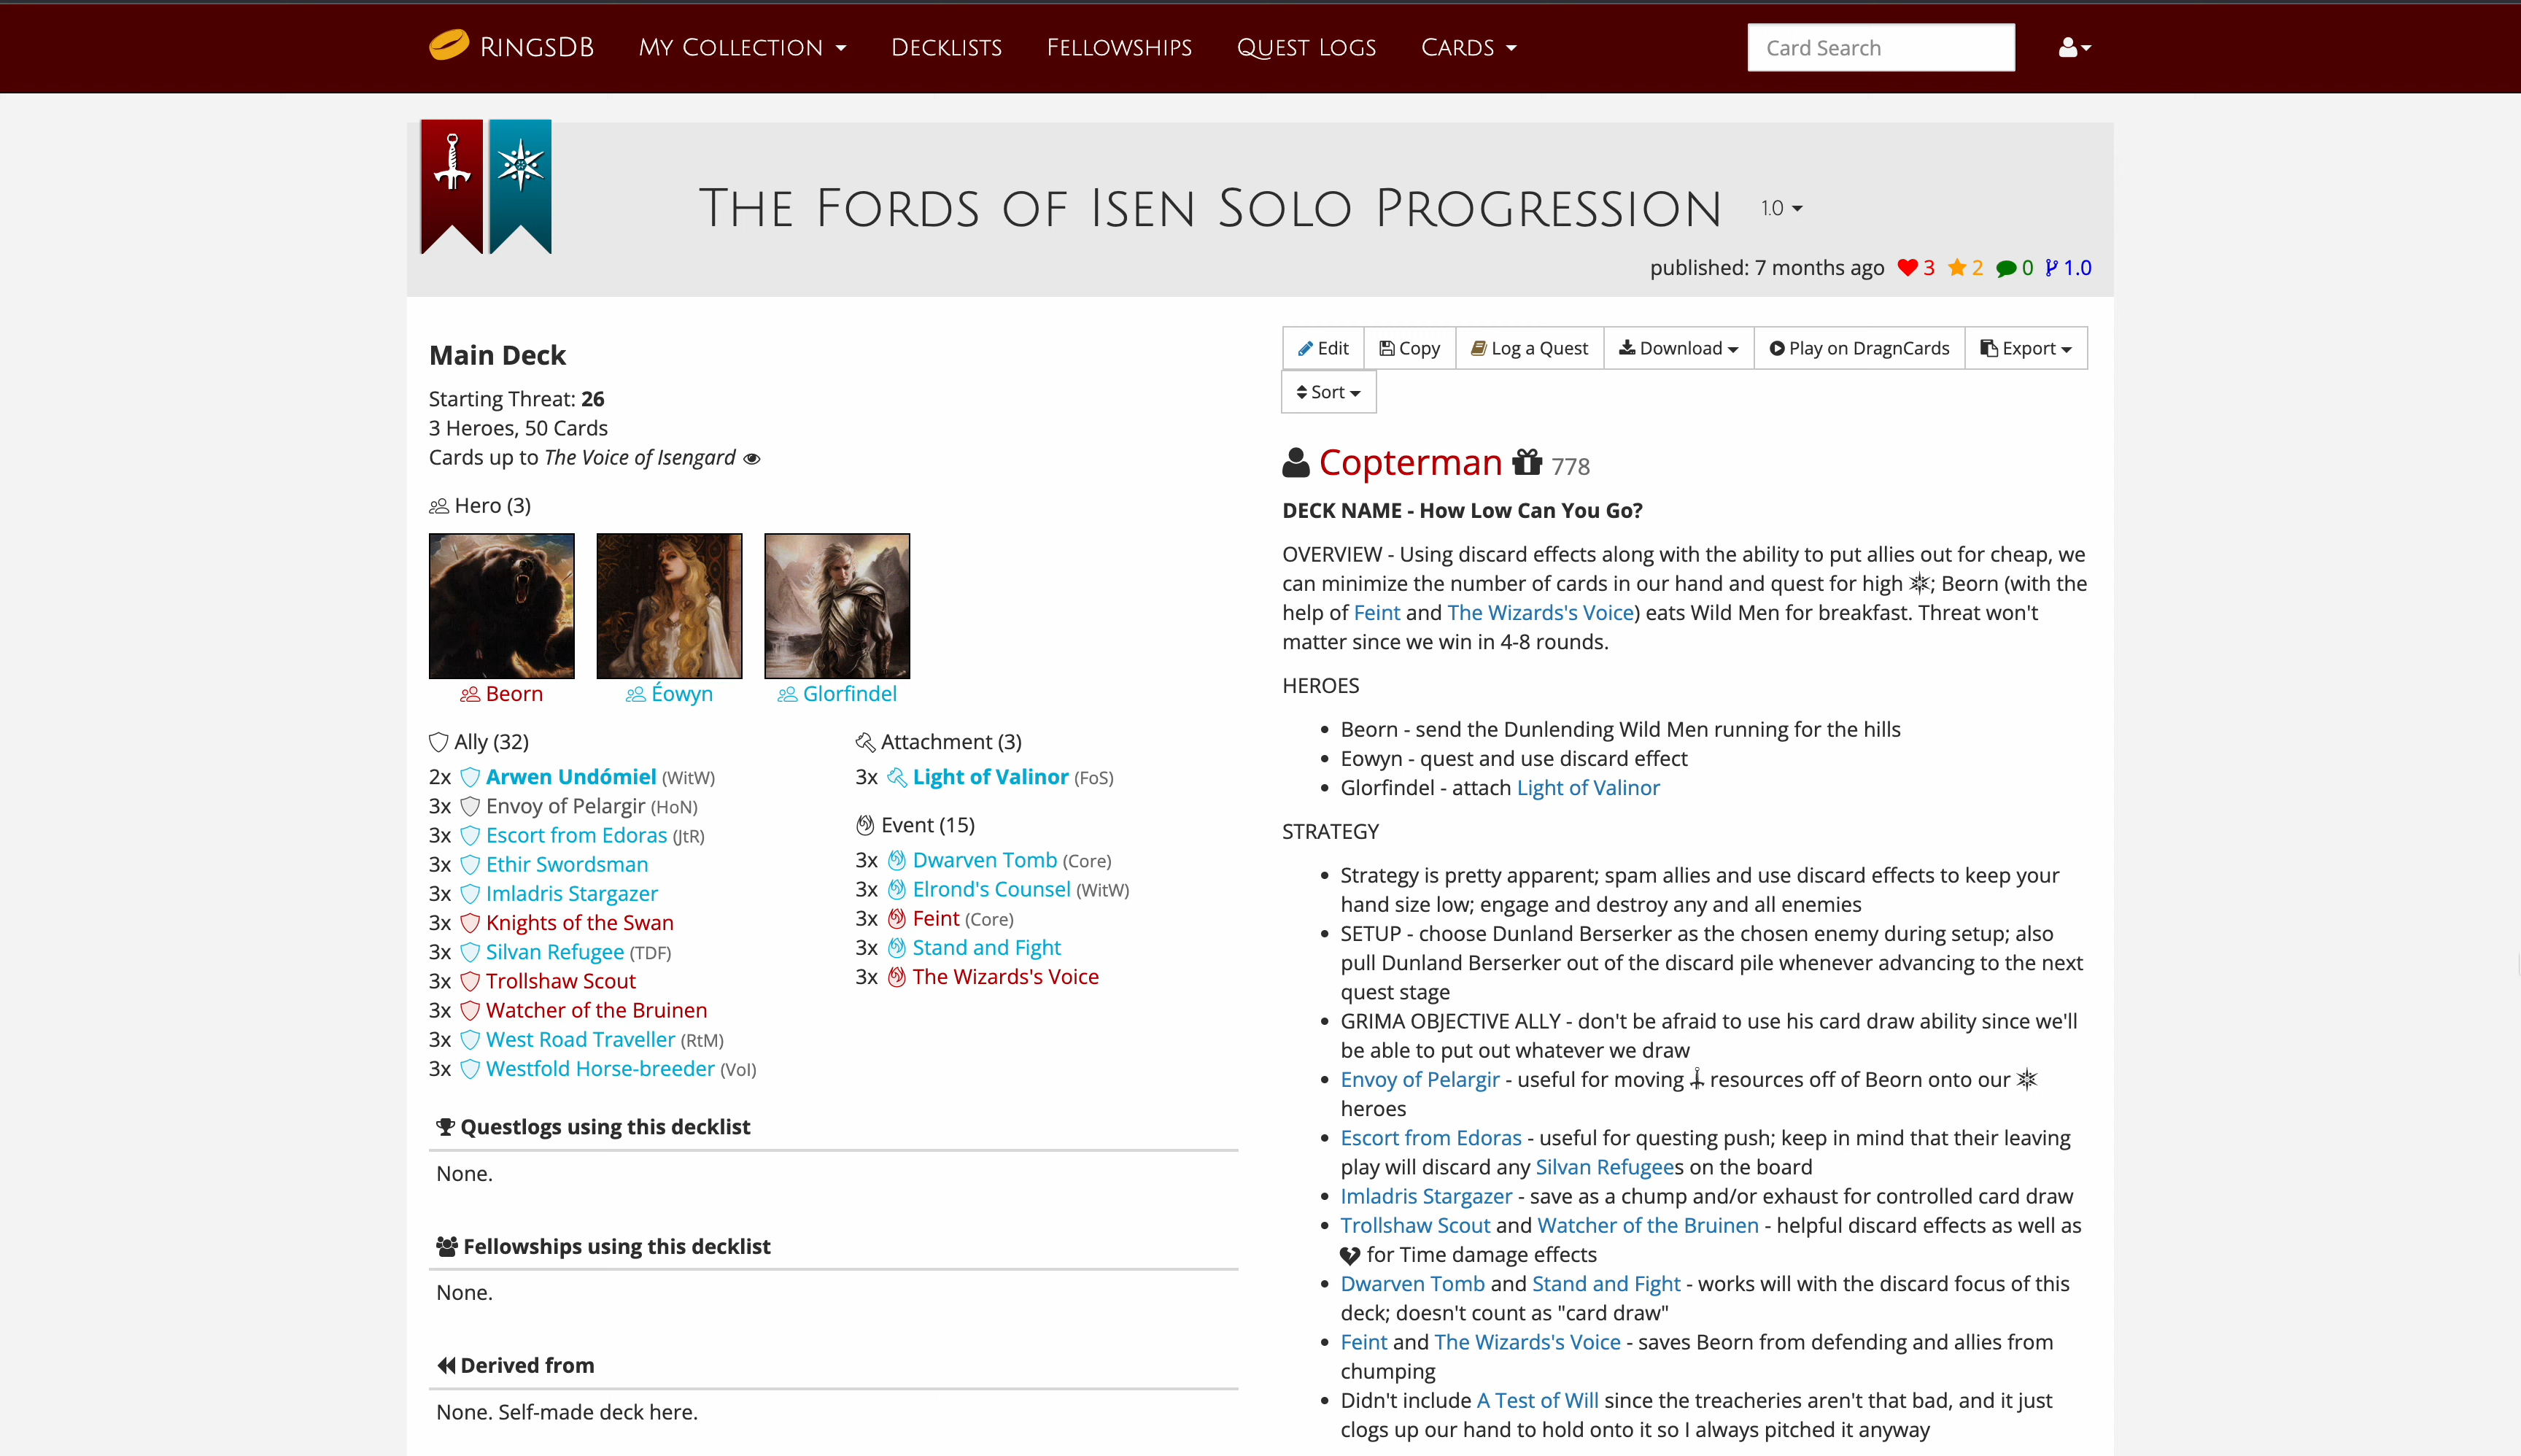 RingsDB My Collection Decklists Fellowships Quest Logs Cards Card Search
The Fords of Isen Solo Progression 1.0
published: 7 months ago 3 2 0 1.0
Main Deck
Starting Threat: 26
3 Heroes, 50 Cards
Cards up to The Voice of Isengard
Hero (3)
Beorn Éowyn Glorfindel
Ally (32)
2x Arwen Undómiel (WitW)
3x Envoy of Pelargir (HoN)
3x Escort from Edoras (JtR)
3x Ethir Swordsman
3x Imladris Stargazer
3x Knights of the Swan
3x Silvan Refugee (TDF)
3x Trollshaw Scout
3x Watcher of the Bruinen
3x West Road Traveller (RtM)
3x Westfold Horse-breeder (VoI)
Attachment (3)
3x Light of Valinor (FoS)
Event (15)
3x Dwarven Tomb (Core)
3x Elrond's Counsel (WitW)
3x Feint (Core)
3x Stand and Fight
3x The Wizards's Voice
Questlogs using this decklist
None.
Fellowships using this decklist
None.
Derived from
None. Self-made deck here.
Edit Copy Log a Quest Download Play on DragnCards Export
Sort
Copterman 778
DECK NAME - How Low Can You Go?
OVERVIEW - Using discard effects along with the ability to put allies out for cheap, we
can minimize the number of cards in our hand and quest for high ; Beorn (with the
help of Feint and The Wizards's Voice) eats Wild Men for breakfast. Threat won't
matter since we win in 4-8 rounds.
HEROES
Beorn - send the Dunlending Wild Men running for the hills
Eowyn - quest and use discard effect
Glorfindel - attach Light of Valinor
STRATEGY
Strategy is pretty apparent; spam allies and use discard effects to keep your
hand size low; engage and destroy any and all enemies
SETUP - choose Dunland Berserker as the chosen enemy during setup; also
pull Dunland Berserker out of the discard pile whenever advancing to the next
quest stage
GRIMA OBJECTIVE ALLY - don't be afraid to use his card draw ability since we'll
be able to put out whatever we draw
Envoy of Pelargir - useful for moving resources off of Beorn onto our
heroes
Escort from Edoras - useful for questing push; keep in mind that their leaving
play will discard any Silvan Refugees on the board
Imladris Stargazer - save as a chump and/or exhaust for controlled card draw
Trollshaw Scout and Watcher of the Bruinen - helpful discard effects as well as
for Time damage effects
Dwarven Tomb and Stand and Fight - works will with the discard focus of this
deck; doesn't count as "card draw"
Feint and The Wizards's Voice - saves Beorn from defending and allies from
chumping
Didn't include A Test of Will since the treacheries aren't that bad, and it just
clogs up our hand to hold onto it so I always pitched it anyway